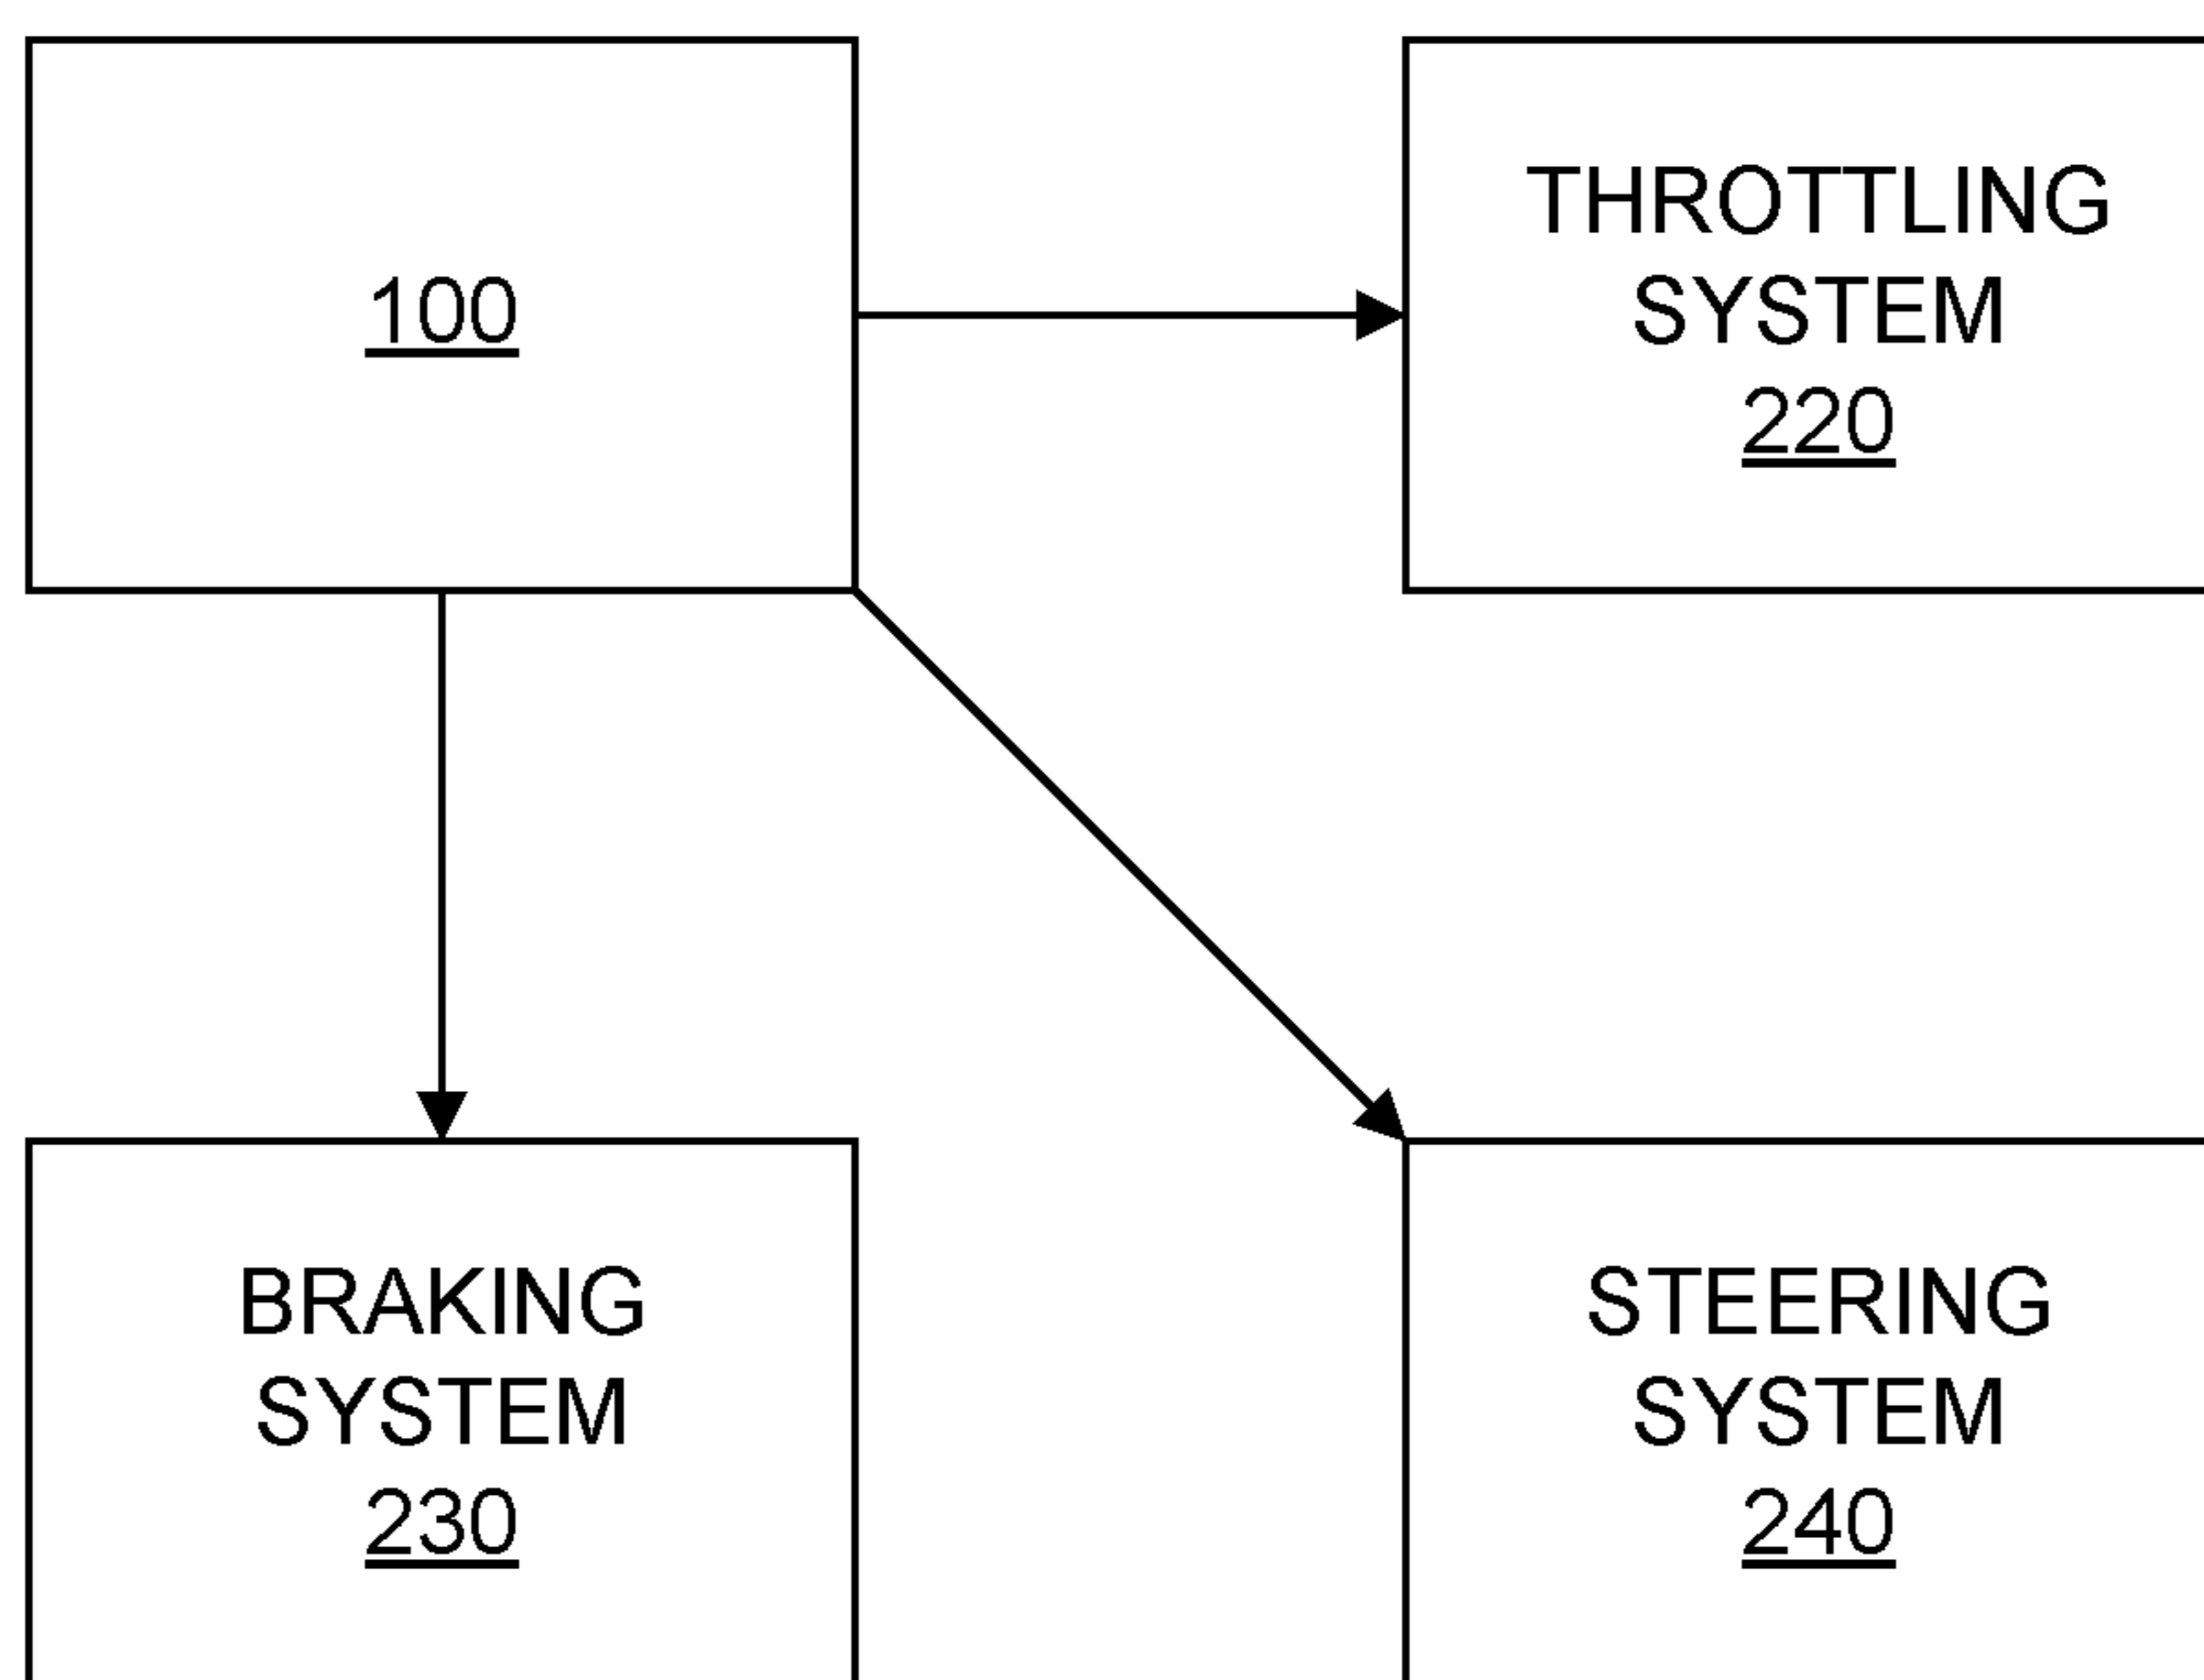 100
THROTTLING
SYSTEM
220
BRAKING
SYSTEM
230
STEERING
SYSTEM
240